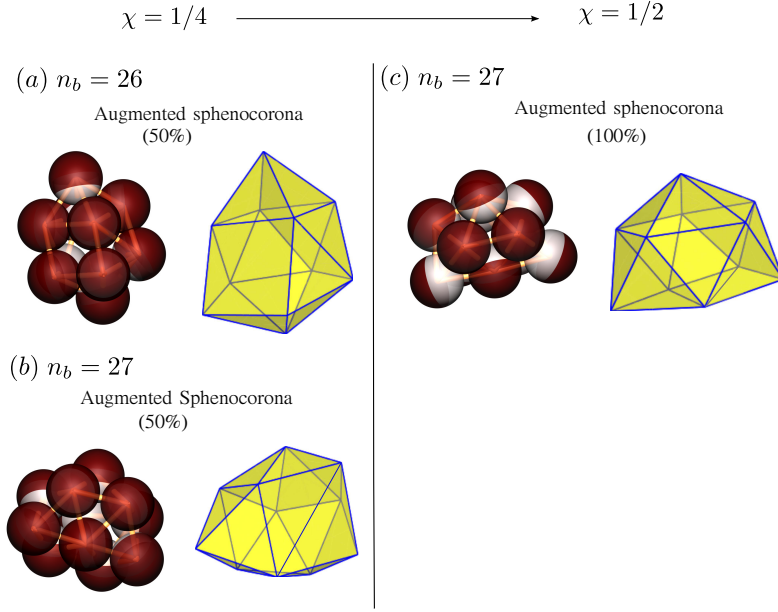 χ = 1/4
χ = 1/2
(a) n_b = 26
Augmented sphenocorona
(50%)
(c) n_b = 27
Augmented sphenocorona
(100%)
(b) n_b = 27
Augmented Sphenocorona
(50%)